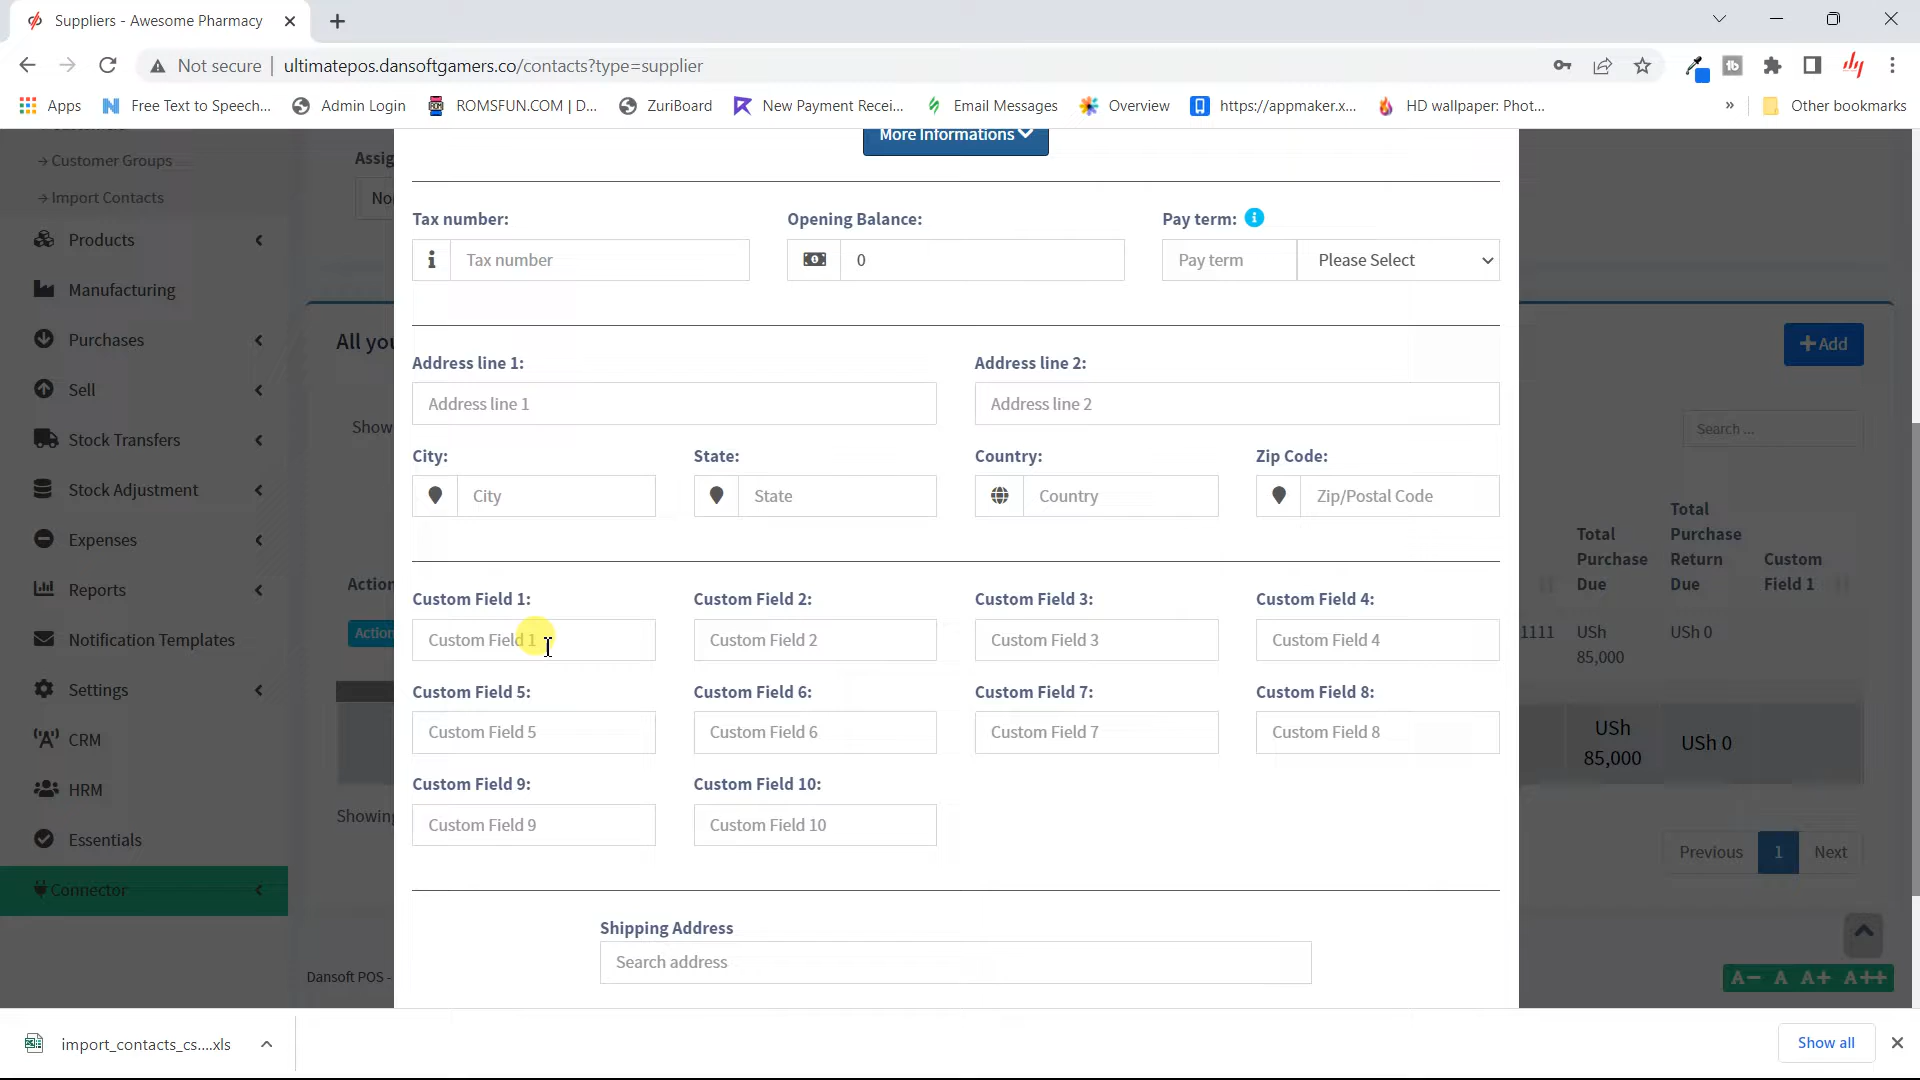 Suppliers - Awesome Pharmacy
Not secure
ultimatepos.dansoftgamers.co/contacts?type=supplier
Apps
Free Text to Speech...
Admin Login
ROMSFUN.COM | D...
ZuriBoard
New Payment Recei...
Email Messages
Overview
https://appmaker.x...
HD wallpaper: Phot...
»
Other bookmarks
Customers
Customer Groups
Import Contacts
Products
Manufacturing
Purchases
Sell
Stock Transfers
Stock Adjustment
Expenses
Reports
Notification Templates
Settings
CRM
HRM
Essentials
Connector
Assig
No
All you
Show
Action
Action
Showing
Dansoft POS -
More Informations
Tax number:
Opening Balance:
Pay term:
Tax number
0
Pay term
Please Select
Address line 1:
Address line 2:
Address line 1
Address line 2
City:
State:
Country:
Zip Code:
City
State
Country
Zip/Postal Code
Custom Field 1:
Custom Field 2:
Custom Field 3:
Custom Field 4:
Custom Field 1
Custom Field 2
Custom Field 3
Custom Field 4
Custom Field 5:
Custom Field 6:
Custom Field 7:
Custom Field 8:
Custom Field 5
Custom Field 6
Custom Field 7
Custom Field 8
Custom Field 9:
Custom Field 10:
Custom Field 9
Custom Field 10
Shipping Address
Search address
+ Add
Search ...
Total
Purchase
Due
Total
Purchase
Return
Due
Custom
Field 1
1111
USh
85,000
USh 0
USh
85,000
USh 0
Previous
1
Next
A− A A+ A++
import_contacts_cs....xls
Show all